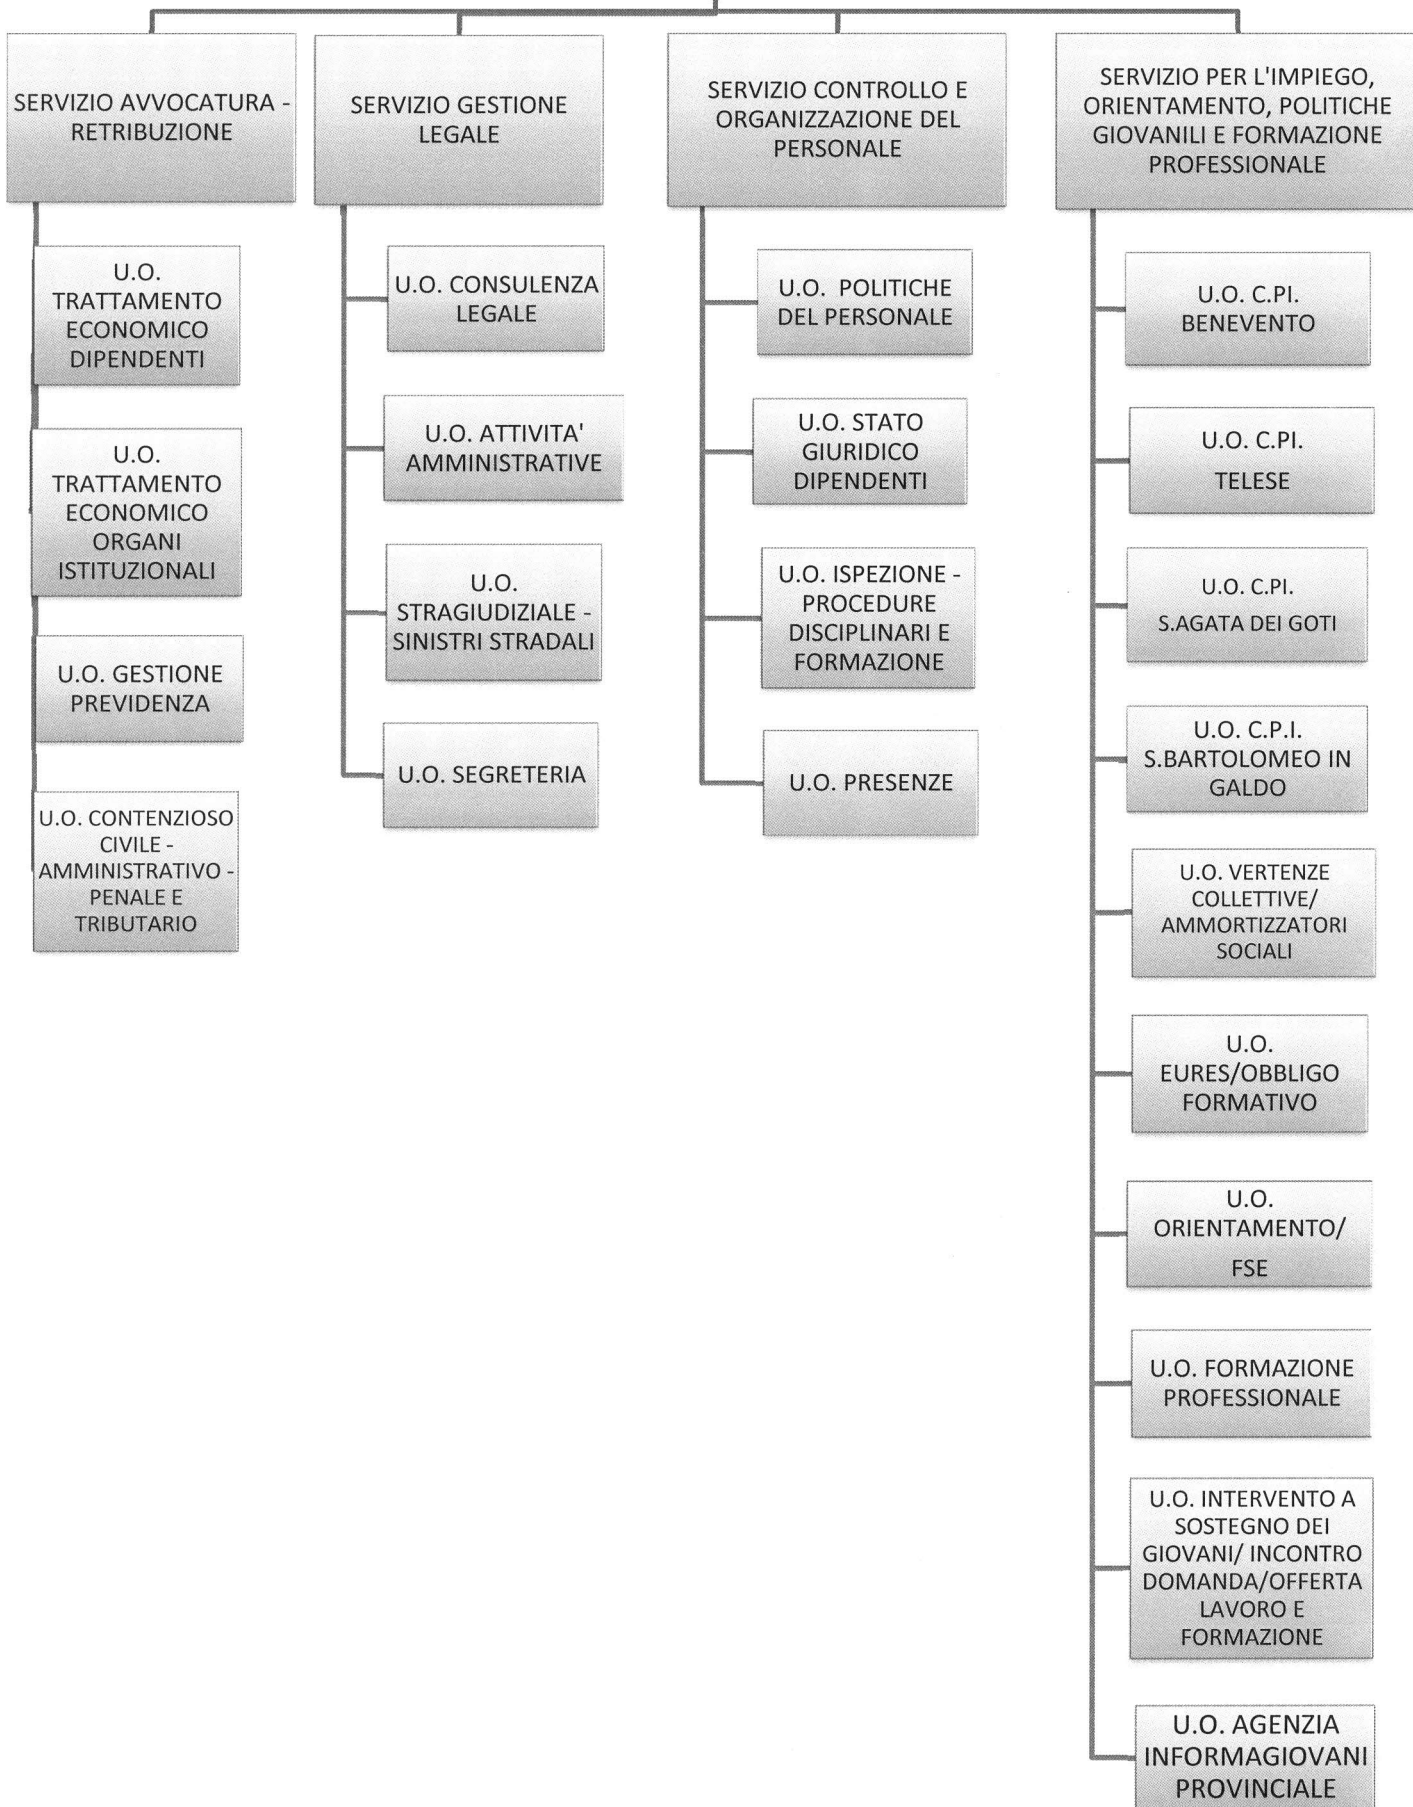 SERVIZIO AVVOCATURA -
RETRIBUZIONE
U.O.
TRATTAMENTO
ECONOMICO
DIPENDENTI
U.O.
TRATTAMENTO
ECONOMICO
ORGANI
ISTITUZIONALI
U.O. GESTIONE
PREVIDENZA
U.O. CONTENZIOSO
CIVILE -
AMMINISTRATIVO -
PENALE E
TRIBUTARIO
SERVIZIO GESTIONE
LEGALE
U.O. CONSULENZA
LEGALE
U.O. ATTIVITA'
AMMINISTRATIVE
U.O.
STRAGIUDIZIALE -
SINISTRI STRADALI
U.O. SEGRETERIA
SERVIZIO CONTROLLO E
ORGANIZZAZIONE DEL
PERSONALE
U.O. POLITICHE
DEL PERSONALE
U.O. STATO
GIURIDICO
DIPENDENTI
U.O. ISPEZIONE -
PROCEDURE
DISCIPLINARI E
FORMAZIONE
U.O. PRESENZE
SERVIZIO PER L'IMPIEGO,
ORIENTAMENTO, POLITICHE
GIOVANILI E FORMAZIONE
PROFESSIONALE
U.O. C.PI.
BENEVENTO
U.O. C.PI.
TELESE
U.O. C.PI.
S.AGATA DEI GOTI
U.O. C.P.I.
S.BARTOLOMEO IN
GALDO
U.O. VERTENZE
COLLETTIVE/
AMMORTIZZATORI
SOCIALI
U.O.
EURES/OBBLIGO
FORMATIVO
U.O.
ORIENTAMENTO/
FSE
U.O. FORMAZIONE
PROFESSIONALE
U.O. INTERVENTO A
SOSTEGNO DEI
GIOVANI/ INCONTRO
DOMANDA/OFFERTA
LAVORO E
FORMAZIONE
U.O. AGENZIA
INFORMAGIOVANI
PROVINCIALE